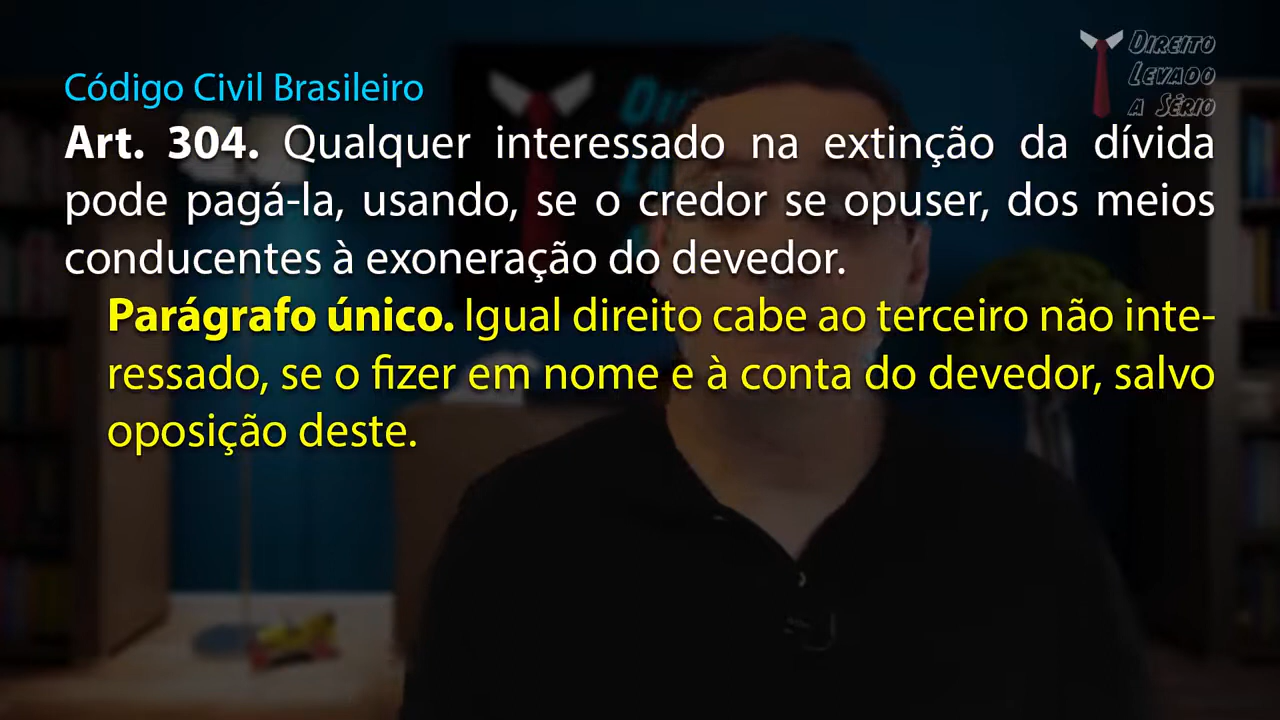 DIREITO
LEVADO
A SÉRIO
Código Civil Brasileiro
Art. 304. Qualquer interessado na extinção da dívida
pode pagá-la, usando, se o credor se opuser, dos meios
conducentes à exoneração do devedor.
Parágrafo único. Igual direito cabe ao terceiro não inte-
ressado, se o fizer em nome e à conta do devedor, salvo
oposição deste.